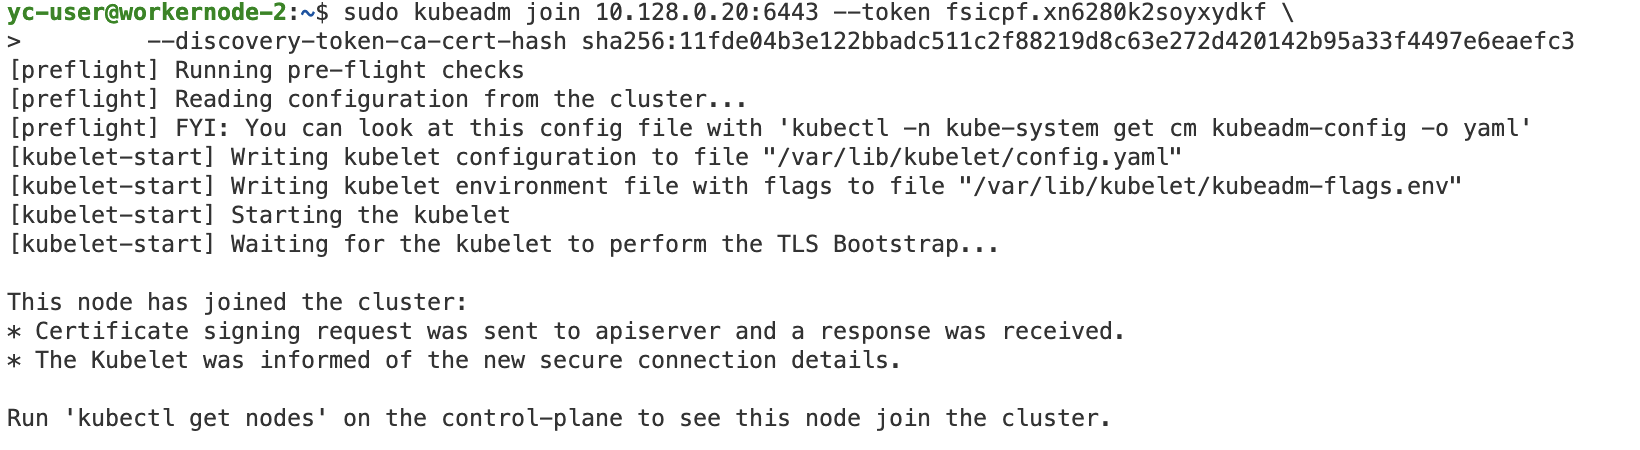 yc-user@workernode-2:~$ sudo kubeadm join 10.128.0.20:6443 --token fsicpf.xn6280k2soyxydkf \
>         --discovery-token-ca-cert-hash sha256:11fde04b3e122bbadc511c2f88219d8c63e272d420142b95a33f4497e6eaefc3
[preflight] Running pre-flight checks
[preflight] Reading configuration from the cluster...
[preflight] FYI: You can look at this config file with 'kubectl -n kube-system get cm kubeadm-config -o yaml'
[kubelet-start] Writing kubelet configuration to file "/var/lib/kubelet/config.yaml"
[kubelet-start] Writing kubelet environment file with flags to file "/var/lib/kubelet/kubeadm-flags.env"
[kubelet-start] Starting the kubelet
[kubelet-start] Waiting for the kubelet to perform the TLS Bootstrap...

This node has joined the cluster:
* Certificate signing request was sent to apiserver and a response was received.
* The Kubelet was informed of the new secure connection details.

Run 'kubectl get nodes' on the control-plane to see this node join the cluster.